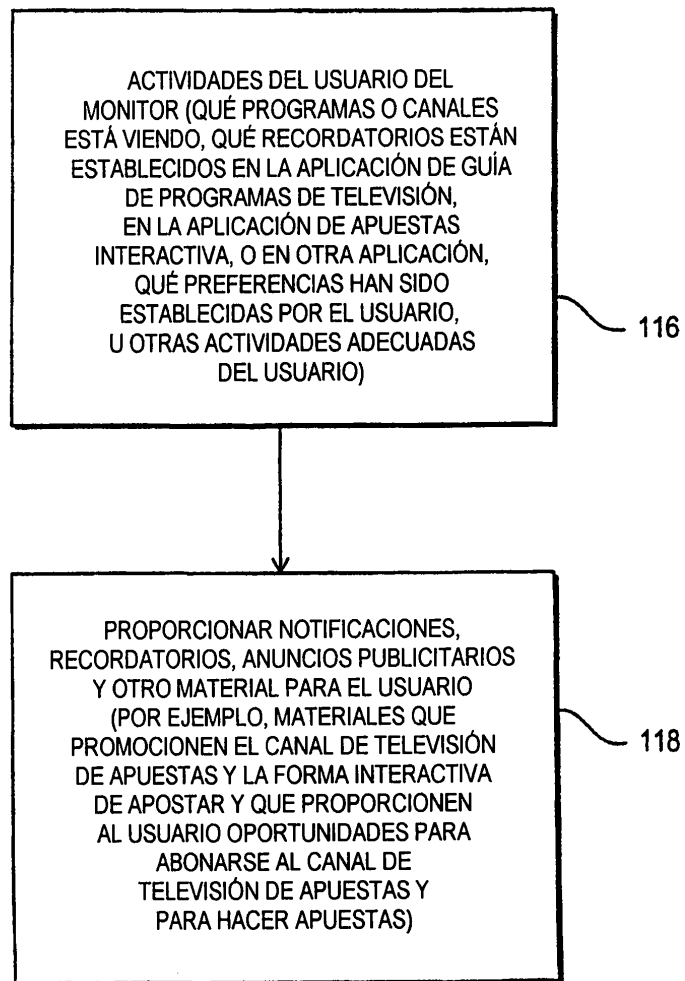 ACTIVIDADES DEL USUARIO DEL
MONITOR (QUÉ PROGRAMAS O CANALES
ESTÁ VIENDO, QUÉ RECORDATORIOS ESTÁN
ESTABLECIDOS EN LA APLICACIÓN DE GUÍA
DE PROGRAMAS DE TELEVISIÓN,
EN LA APLICACIÓN DE APUESTAS
INTERACTIVA, O EN OTRA APLICACIÓN,
QUÉ PREFERENCIAS HAN SIDO
ESTABLECIDAS POR EL USUARIO,
U OTRAS ACTIVIDADES ADECUADAS
DEL USUARIO)
116
PROPORCIONAR NOTIFICACIONES,
RECORDATORIOS, ANUNCIOS PUBLICITARIOS
Y OTRO MATERIAL PARA EL USUARIO
(POR EJEMPLO, MATERIALES QUE
PROMOCIONEN EL CANAL DE TELEVISIÓN
DE APUESTAS Y LA FORMA INTERACTIVA
DE APOSTAR Y QUE PROPORCIONEN
AL USUARIO OPORTUNIDADES PARA
ABONARSE AL CANAL DE
TELEVISIÓN DE APUESTAS Y
PARA HACER APUESTAS)
118